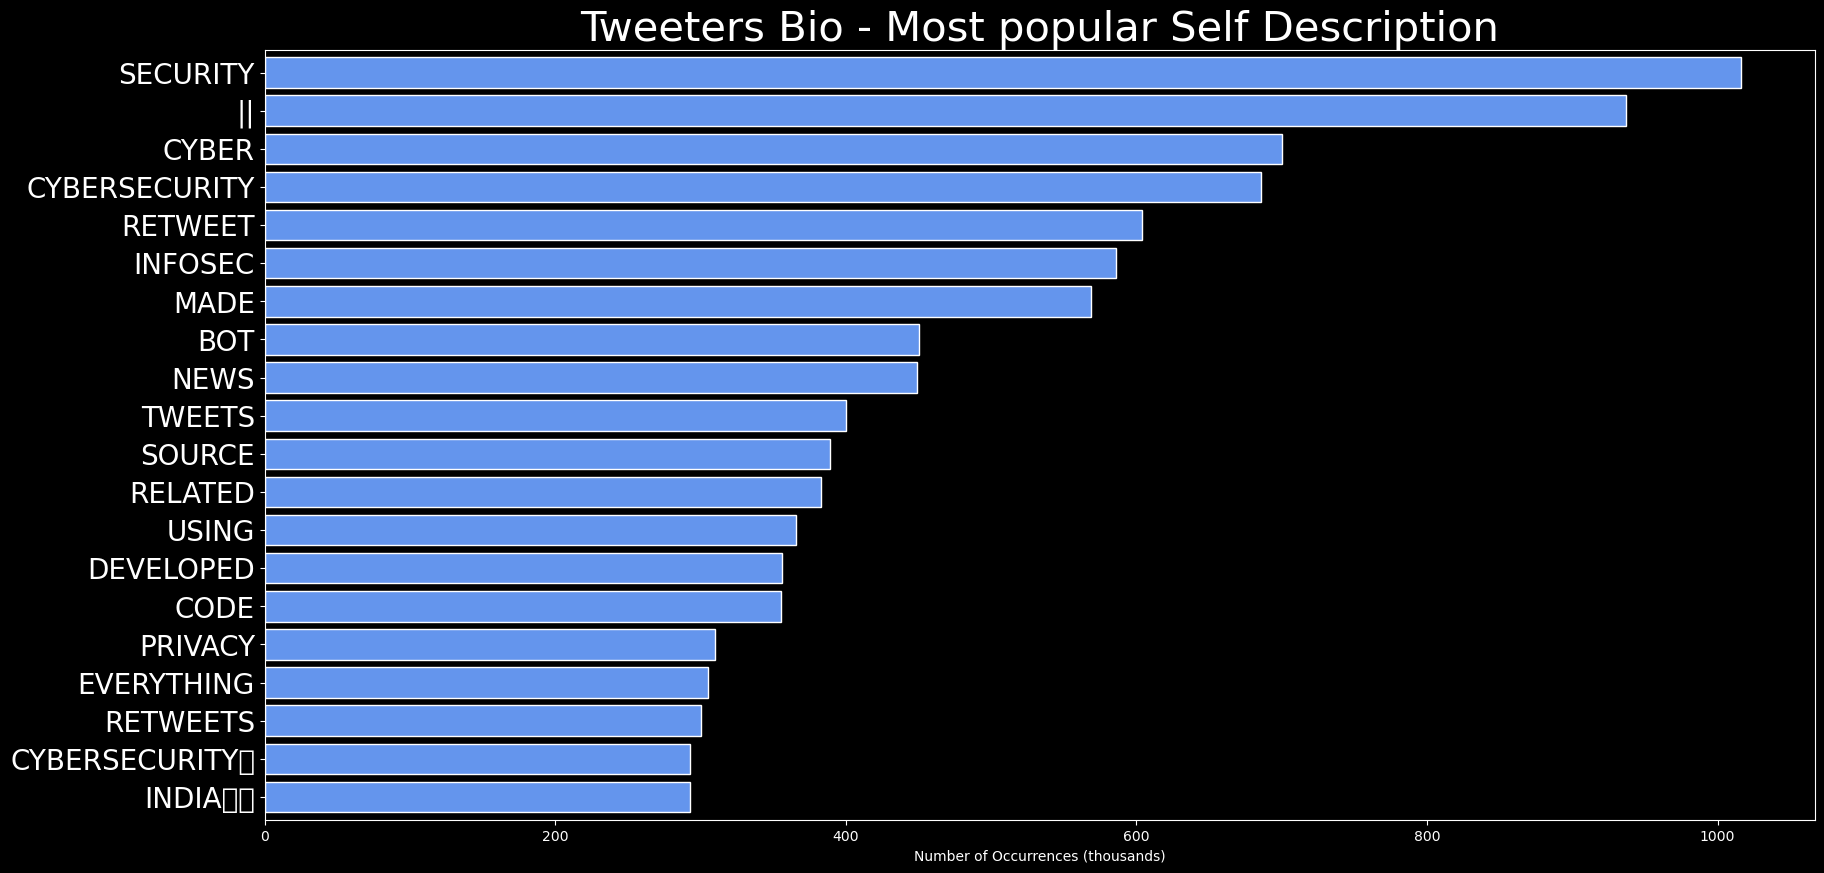 Tweeters Bio - Most popular Self Description
SECURITY
||
CYBER
CYBERSECURITY
RETWEET
INFOSEC
MADE
BOT
NEWS
TWEETS
SOURCE
RELATED
USING
DEVELOPED
CODE
PRIVACY
EVERYTHING
RETWEETS
CYBERSECURITY▯
INDIA▯▯
0 200 400 600 800 1000
Number of Occurrences (thousands)